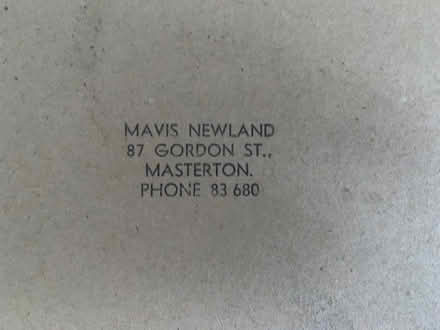 MAVIS NEWLAND
87 GORDON ST.,
MASTERTON.
PHONE 83 680